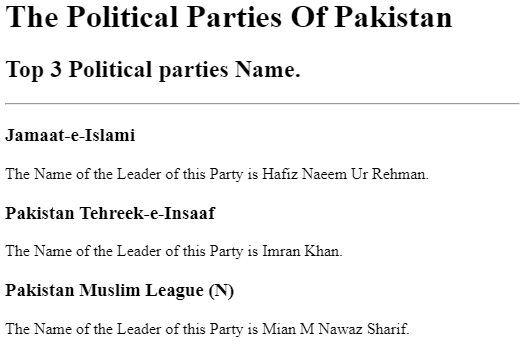 The Political Parties Of Pakistan
Top 3 Political parties Name.
Jamaat-e-Islami
The Name of the Leader of this Party is Hafiz Naeem Ur Rehman.
Pakistan Tehreek-e-Insaaf
The Name of the Leader of this Party is Imran Khan.
Pakistan Muslim League (N)
The Name of the Leader of this Party is Mian M Nawaz Sharif.